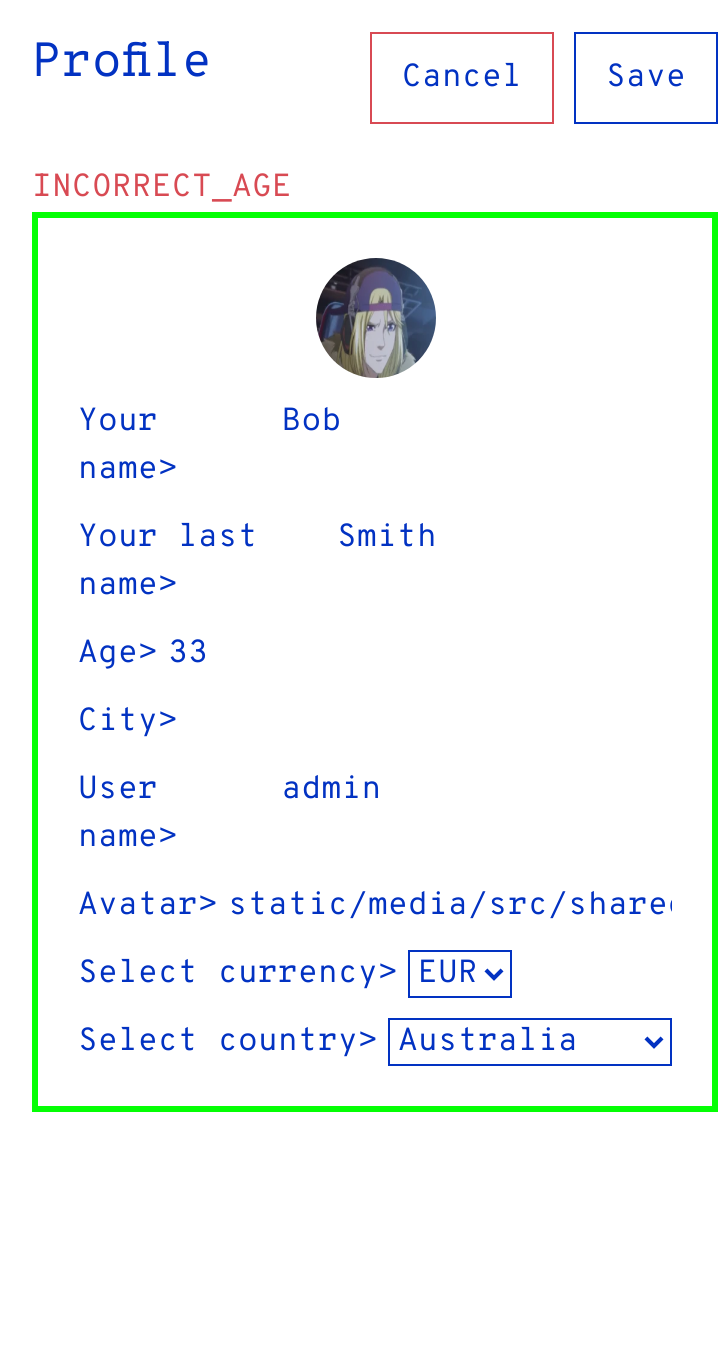 Profile
Cancel
Save
INCORRECT_AGE
Your name> Bob
Your last name> Smith
Age> 33
City>
User name> admin
Avatar> static/media/src/share
Select currency> EUR
Select country> Australia